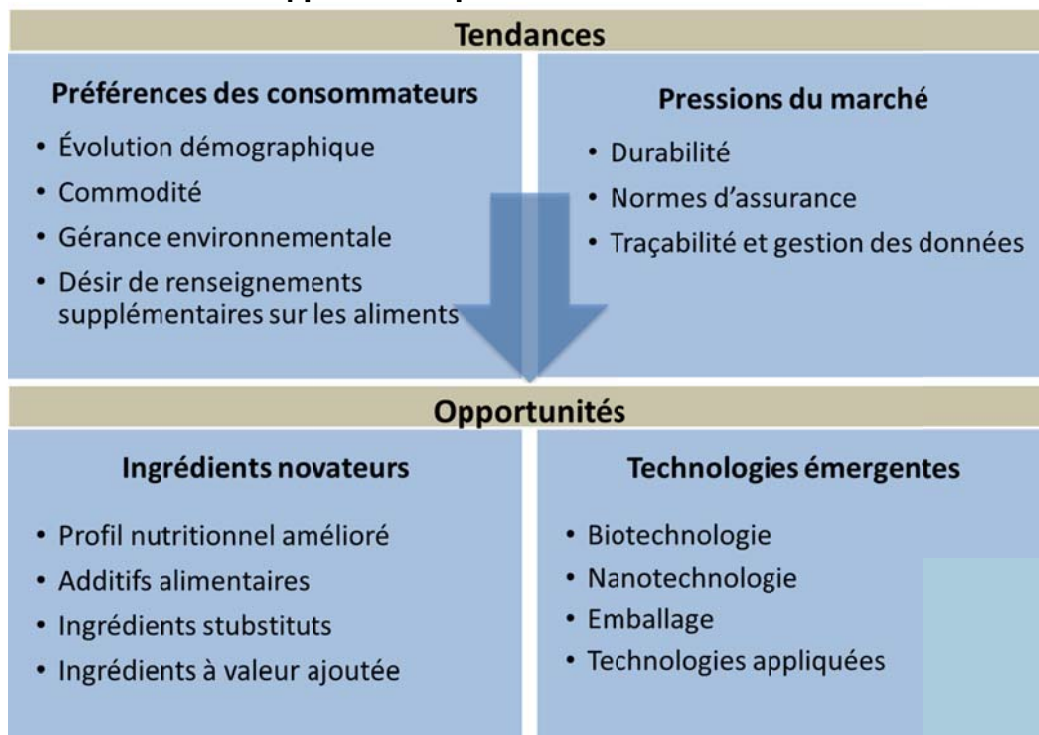 Tendances
Préférences des consommateurs
• Évolution démographique
• Commodité
• Gérance environnementale
• Désir de renseignements
supplémentaires sur les aliments
Pressions du marché
• Durabilité
• Normes d’assurance
• Traçabilité et gestion des données
Opportunités
Ingrédients novateurs
• Profil nutritionnel amélioré
• Additifs alimentaires
• Ingrédients stubstituts
• Ingrédients à valeur ajoutée
Technologies émergentes
• Biotechnologie
• Nanotechnologie
• Emballage
• Technologies appliquées